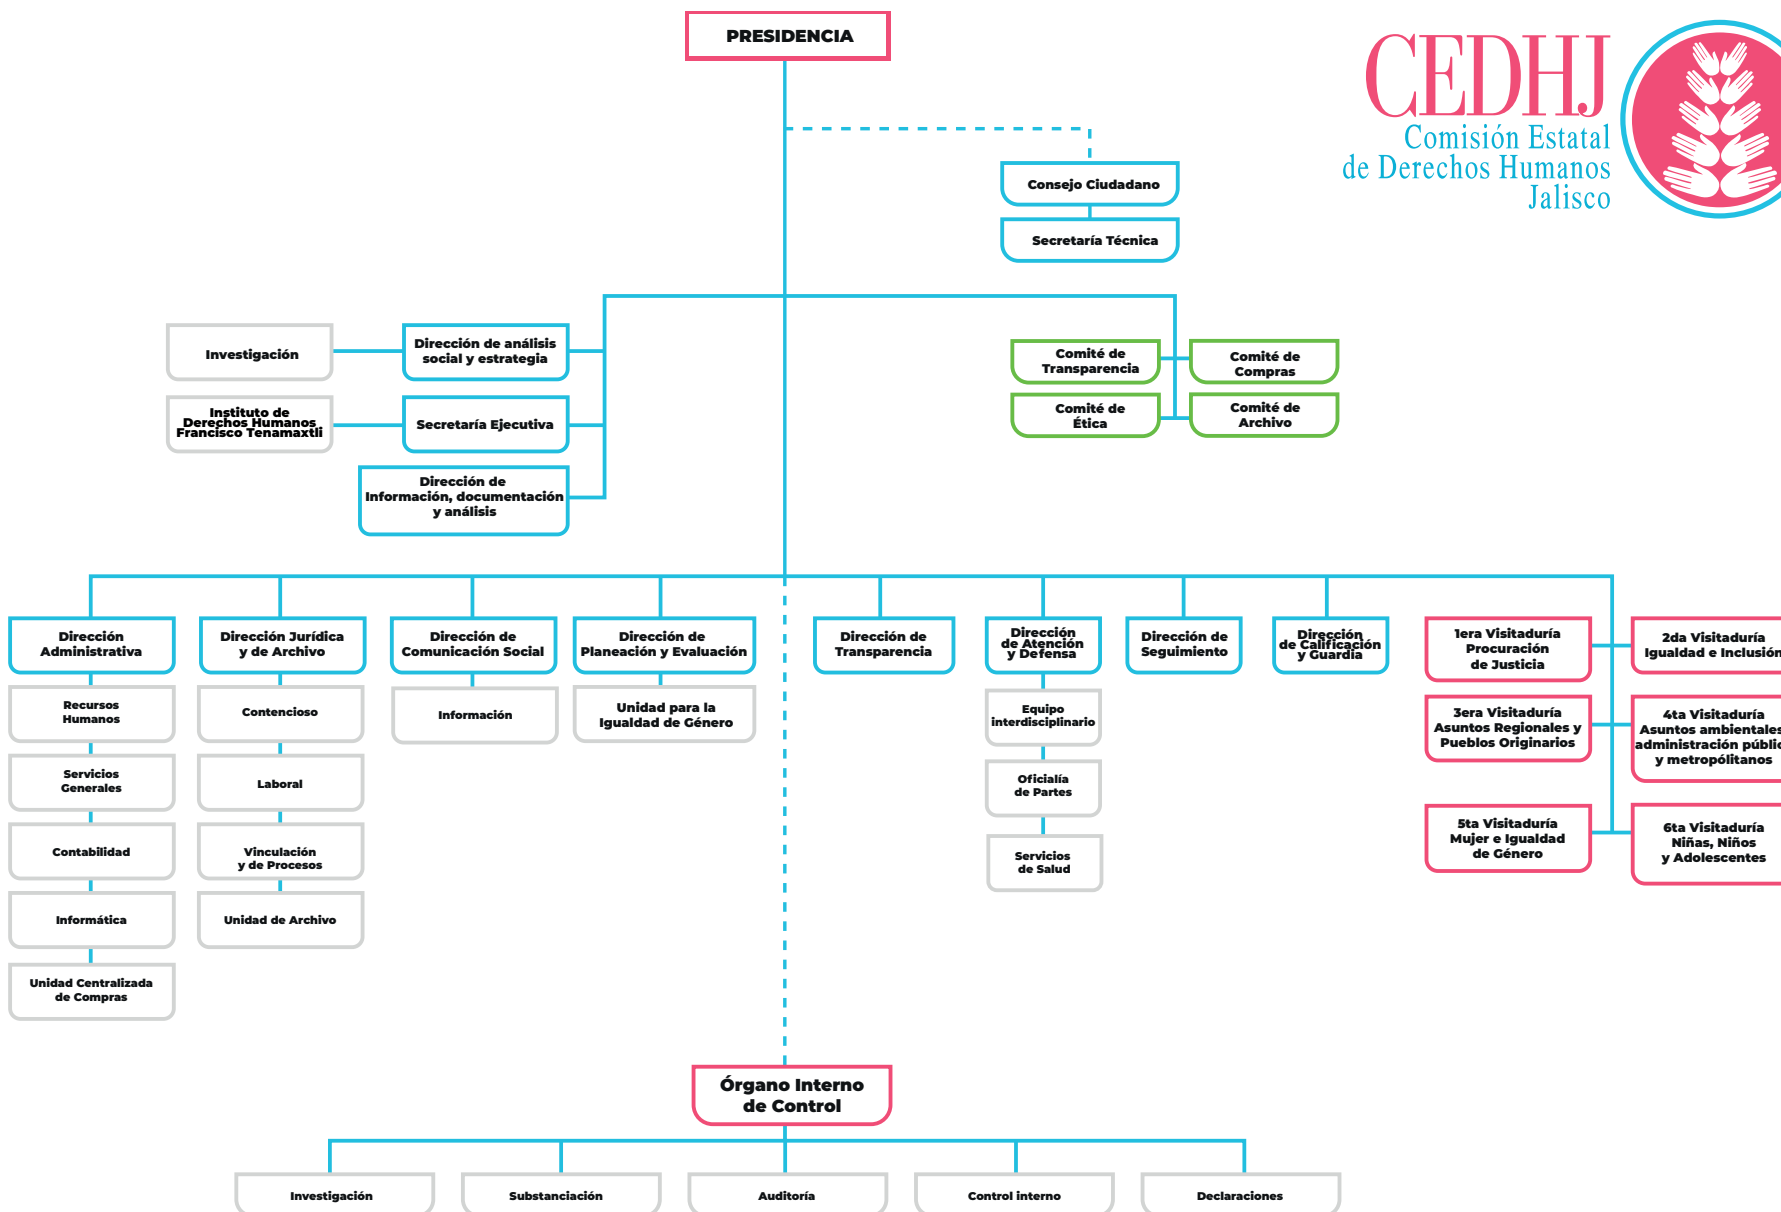 PRESIDENCIA
CEDHJ
Comisión Estatal
de Derechos Humanos
Jalisco
Consejo Ciudadano
Secretaría Técnica
Investigación
Dirección de análisis
social y estrategia
Instituto de
Derechos Humanos
Francisco Tenamaxtli
Secretaría Ejecutiva
Dirección de
Información, documentación
y análisis
Comité de
Transparencia
Comité de
Compras
Comité de
Ética
Comité de
Archivo
Dirección
Administrativa
Dirección Jurídica
y de Archivo
Dirección de
Comunicación Social
Dirección de
Planeación y Evaluación
Dirección de
Transparencia
Dirección
de Atención
y Defensa
Dirección de
Seguimiento
Dirección
de Calificación
y Guardia
1era Visitaduría
Procuración
de Justicia
2da Visitaduría
Igualdad e Inclusión
Recursos
Humanos
Servicios
Generales
Contabilidad
Informática
Unidad Centralizada
de Compras
Contencioso
Laboral
Vinculación
y de Procesos
Unidad de Archivo
Información
Unidad para la
Igualdad de Género
Equipo
interdisciplinario
Oficialía
de Partes
Servicios
de Salud
3era Visitaduría
Asuntos Regionales y
Pueblos Originarios
4ta Visitaduría
Asuntos ambientales
administración públic
y metropólitanos
5ta Visitaduría
Mujer e Igualdad
de Género
6ta Visitaduría
Niñas, Niños
y Adolescentes
Órgano Interno
de Control
Investigación
Substanciación
Auditoría
Control interno
Declaraciones